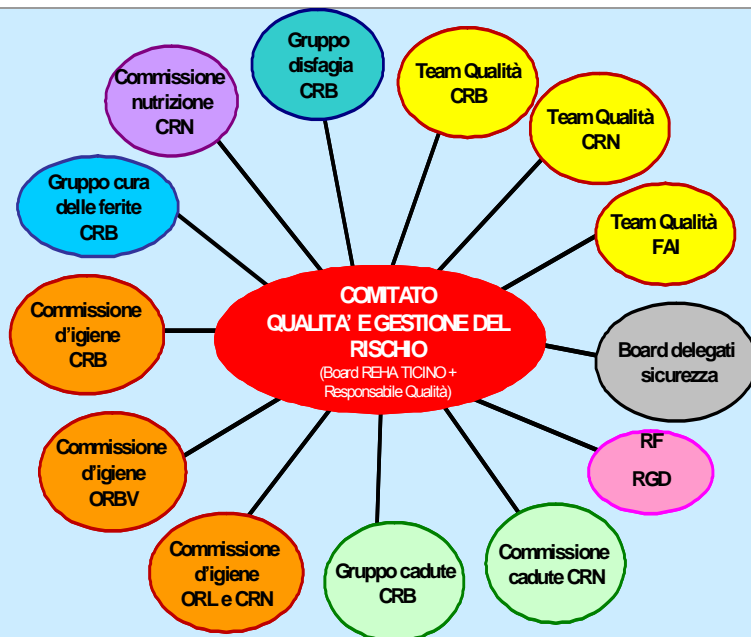 Gruppo
disfagia
CRB
Team Qualità
CRB
Commissione
nutrizione
CRN
Team Qualità
CRN
Gruppo cura
delle ferite
CRB
Team Qualità
FAI
COMITATO
QUALITA' E GESTIONE DEL
RISCHIO
(Board REHA TICINO +
Responsabile Qualità)
Commissione
d'igiene
CRB
Board delegati
sicurezza
Commissione
d'igiene
ORBV
RF
RGD
Commissione
d'igiene
ORL e CRN
Gruppo cadute
CRB
Commissione
cadute CRN